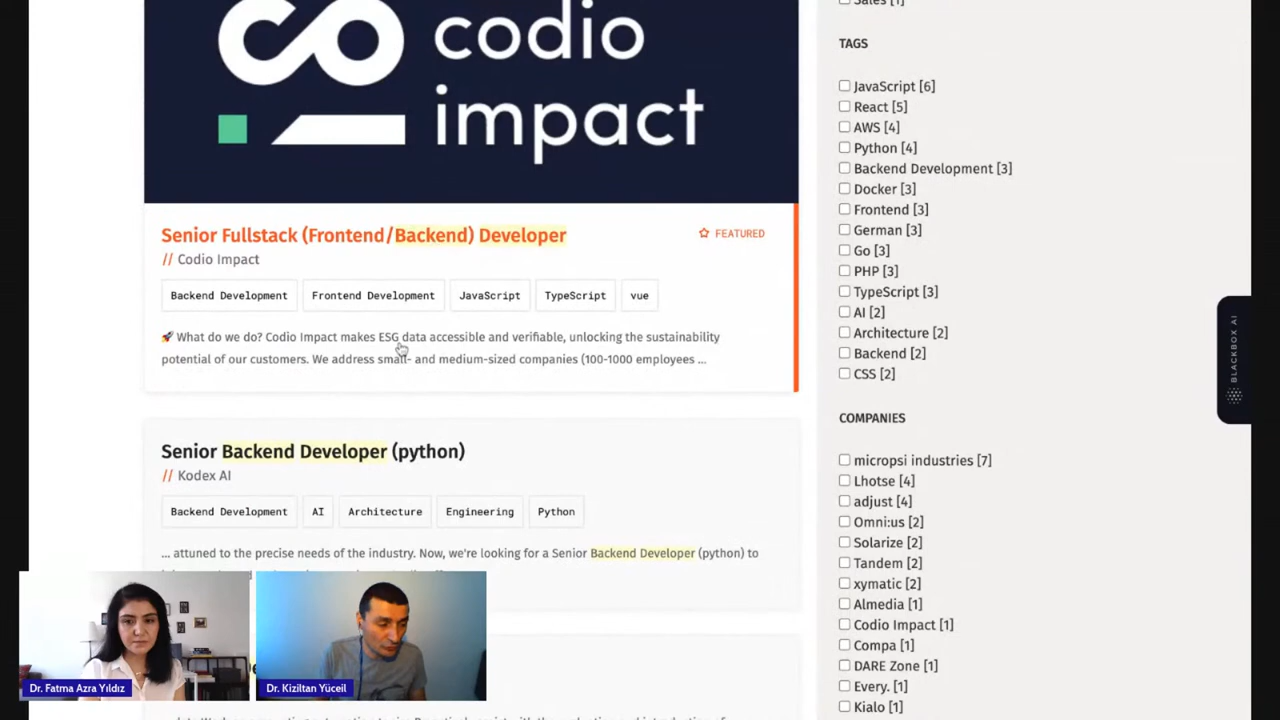 codio
impact
Senior Fullstack (Frontend/Backend) Developer
FEATURED
// Codio Impact
Backend Development
Frontend Development
JavaScript
TypeScript
vue
🚀 What do we do? Codio Impact makes ESG data accessible and verifiable, unlocking the sustainability
potential of our customers. We address small- and medium-sized companies (100-1000 employees ...
Senior Backend Developer (python)
// Kodex AI
Backend Development
AI
Architecture
Engineering
Python
... attuned to the precise needs of the industry. Now, we're looking for a Senior Backend Developer (python) to
Dr. Fatma Azra Yıldız
Dr. Kiziltan Yüceil
Sales [1]
TAGS
JavaScript [6]
React [5]
AWS [4]
Python [4]
Backend Development [3]
Docker [3]
Frontend [3]
German [3]
Go [3]
PHP [3]
TypeScript [3]
AI [2]
Architecture [2]
Backend [2]
CSS [2]
COMPANIES
micropsi industries [7]
Lhotse [4]
adjust [4]
Omni:us [2]
Solarize [2]
Tandem [2]
xymatic [2]
Almedia [1]
Codio Impact [1]
Compa [1]
DARE Zone [1]
Every. [1]
Kialo [1]
BLACKBOX AI